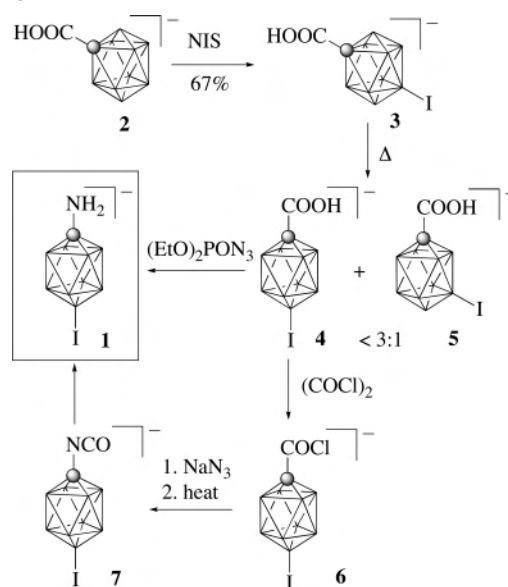 HOOC
NIS
67%
2
HOOC
I
3
Δ
NH₂
I
1
(EtO)₂PON₃
COOH
I
4
+
< 3:1
COOH
I
5
(COCl)₂
NCO
I
7
1. NaN₃
2. heat
COCl
I
6